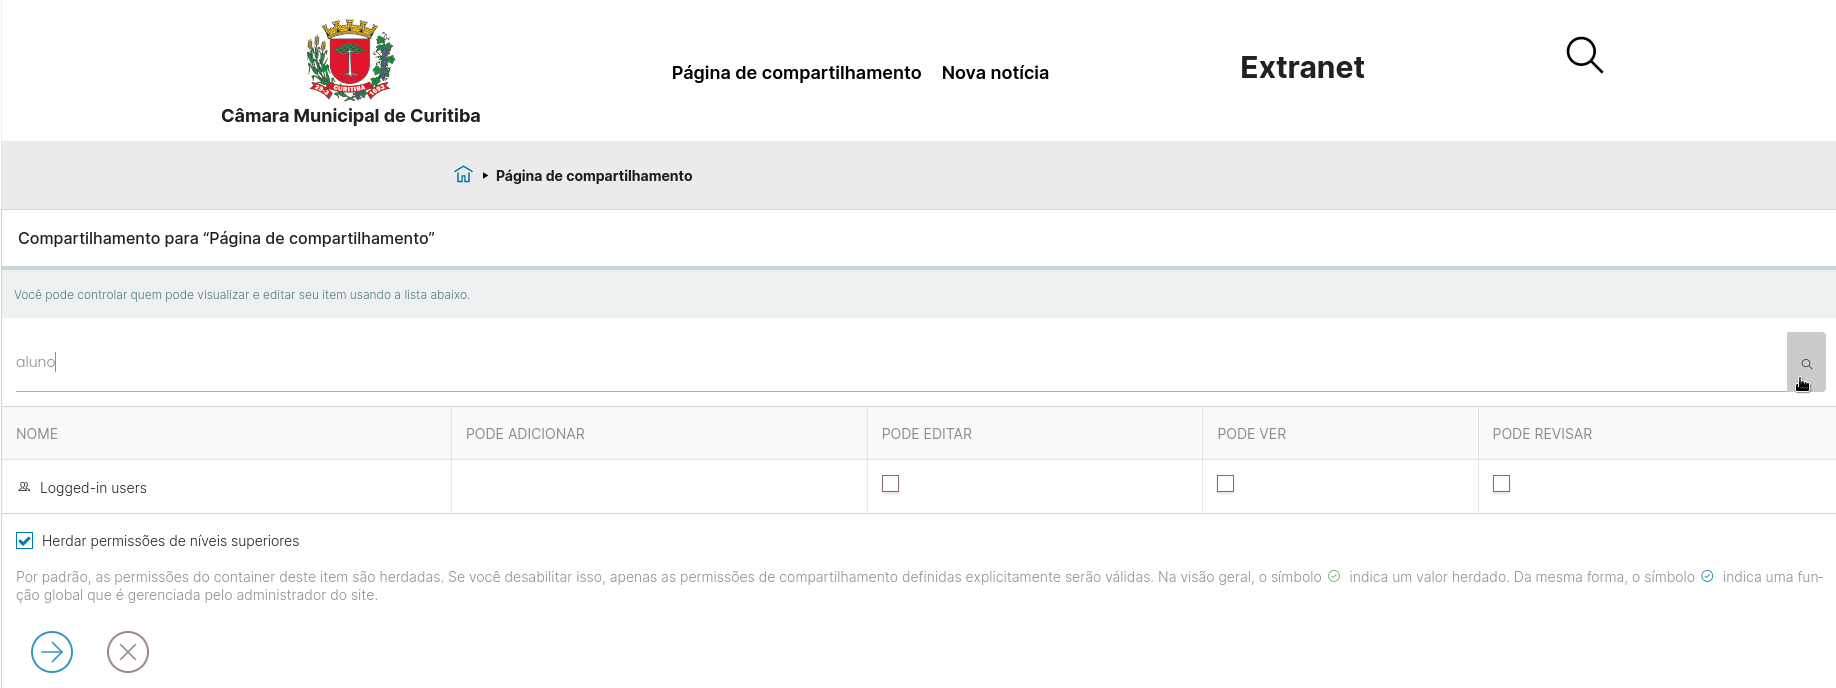 CURITIBA
Câmara Municipal de Curitiba
Página de compartilhamento Nova notícia
Extranet
Página de compartilhamento
Compartilhamento para “Página de compartilhamento”
Você pode controlar quem pode visualizar e editar seu item usando a lista abaixo.
aluno
NOME PODE ADICIONAR PODE EDITAR PODE VER PODE REVISAR
Logged-in users
Herdar permissões de níveis superiores
Por padrão, as permissões do container deste item são herdadas. Se você desabilitar isso, apenas as permissões de compartilhamento definidas explicitamente serão válidas. Na visão geral, o símbolo indica um valor herdado. Da mesma forma, o símbolo indica uma fun-
ção global que é gerenciada pelo administrador do site.